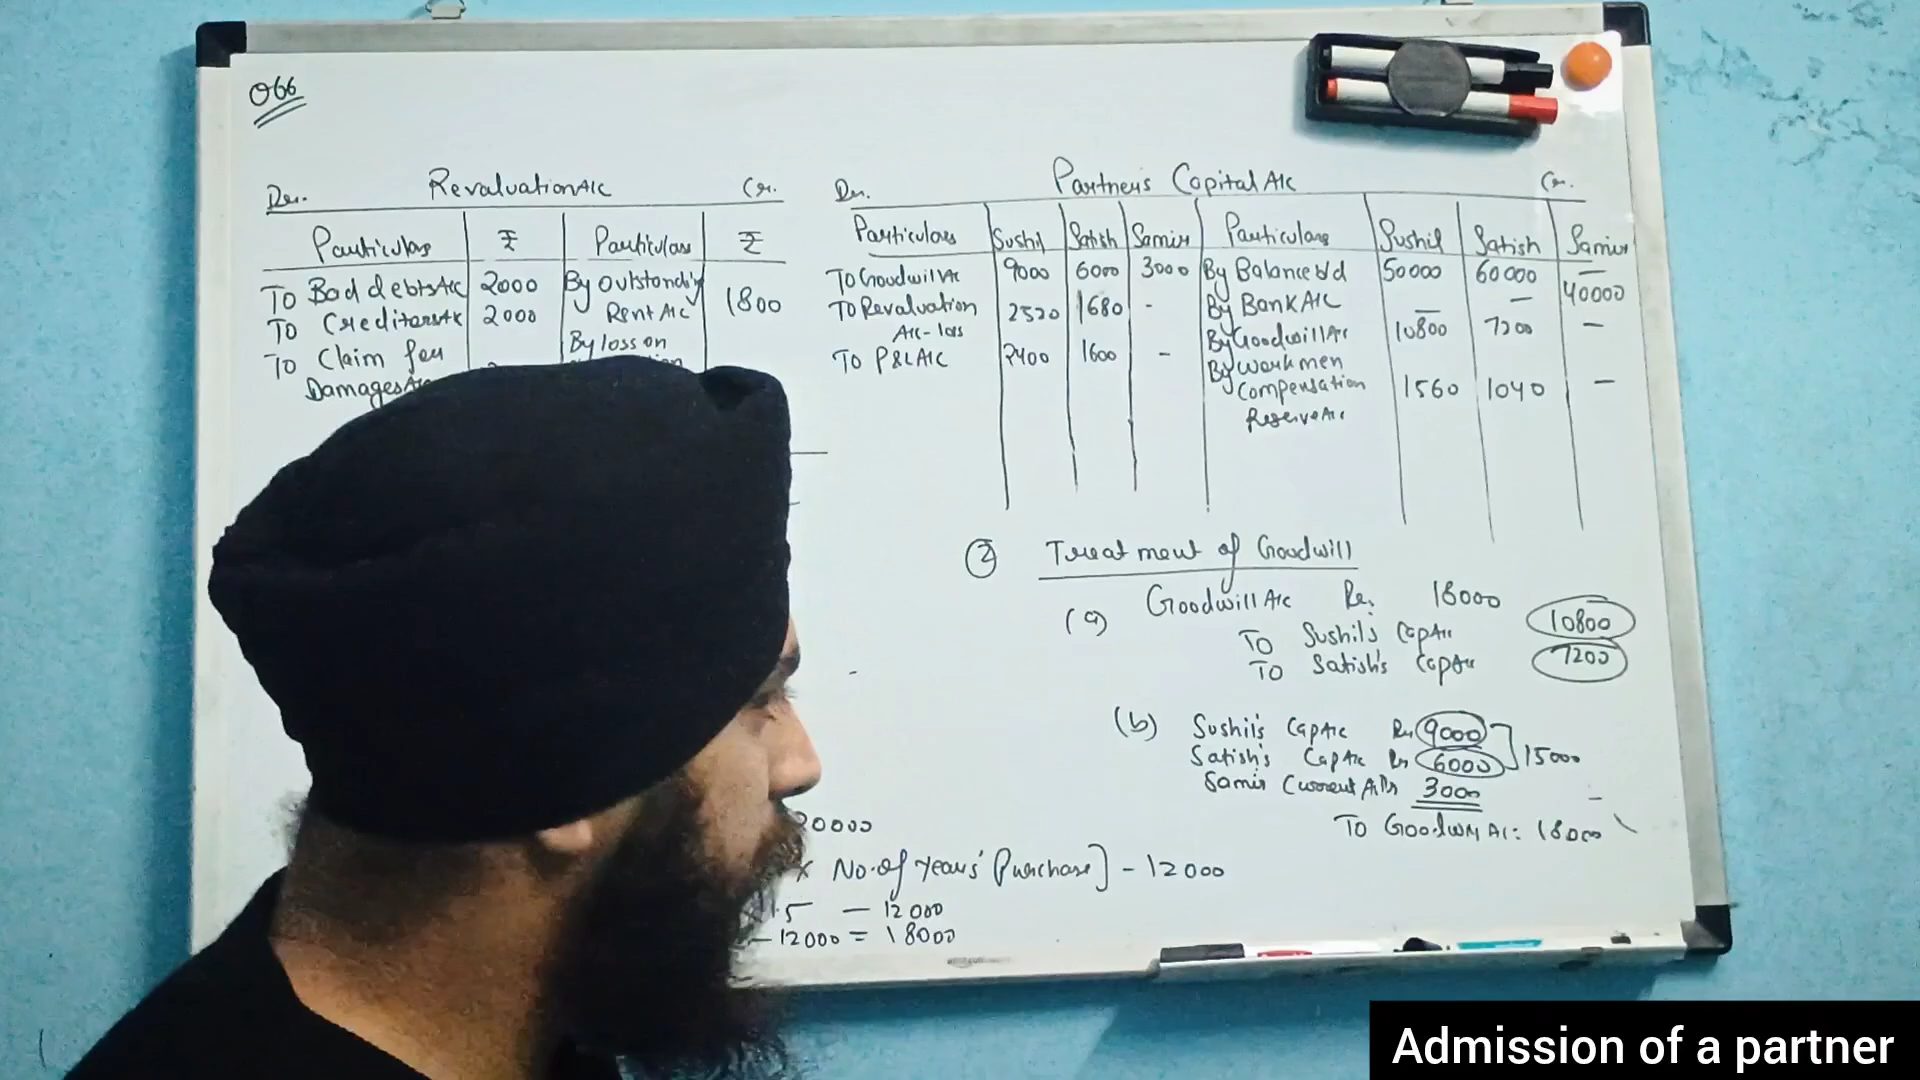 Q66
Dr. Revaluation A/c Cr.
Particulars ₹ Particulars ₹
To Bad debts A/c 2000 By Outstanding
Rent A/c 1800
To Creditors A/c 2000
By loss on
To Claim for
Damages A/c
Dr. Partner's Capital A/c Cr.
Particulars Sushil Satish Samir Particulars Sushil Satish Samir
To Goodwill A/c 9000 6000 3000 By Balance b/d 50000 60000 —
To Revaluation 2520 1680 - By Bank A/c — — 40000
A/c - loss By Goodwill A/c 10800 7200 —
To P&L A/c 2400 1600 - By Workmen
Compensation 1560 1040 —
Reserve A/c
② Treatment of Goodwill
(a) Goodwill A/c Dr. 18000
To Sushil's Cap A/c 10800
To Satish's Cap A/c 7200
(b) Sushil's Cap A/c Dr 9000
Satish's Cap A/c Dr 6000 15000
Samir Current A/c Dr 3000
To Goodwill A/c 18000
20000
x No. of Years' Purchase] - 12000
1.5 — 12000
— 12000 = 18000
Admission of a partner